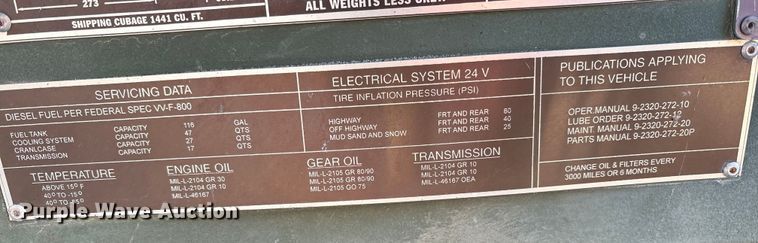 273
SHIPPING CUBAGE 1441 CU. FT.
ALL WEIGHTS LESS CREW
SERVICING DATA
DIESEL FUEL PER FEDERAL SPEC VV-F-800
FUEL TANK CAPACITY 116 GAL
COOLING SYSTEM CAPACITY 47 QTS
CRANKCASE CAPACITY 27 QTS
TRANSMISSION CAPACITY 17 QTS
ELECTRICAL SYSTEM 24 V
TIRE INFLATION PRESSURE (PSI)
HIGHWAY FRT AND REAR 60
OFF HIGHWAY FRT AND REAR 40
MUD SAND AND SNOW FRT AND REAR 25
TEMPERATURE
ABOVE 15° F
40° TO -15°
40° TO -65°
ENGINE OIL
MIL-L-2104 GR 30
MIL-L-2104 GR 10
MIL-L-46167
GEAR OIL
MIL-L-2105 GR 80/90
MIL-L-2105 GR 80/90
MIL-L-2105 GO 75
TRANSMISSION
MIL-L-2104 GR 10
MIL-L-2104 GR 10
MIL-L-46167 OEA
PUBLICATIONS APPLYING
TO THIS VEHICLE
OPER.MANUAL 9-2320-272-10
LUBE ORDER 9-2320-272-12
MAINT. MANUAL 9-2320-272-20
PARTS MANUAL 9-2320-272-20P
CHANGE OIL & FILTERS EVERY
3000 MILES OR 6 MONTHS
Purple Wave Auction